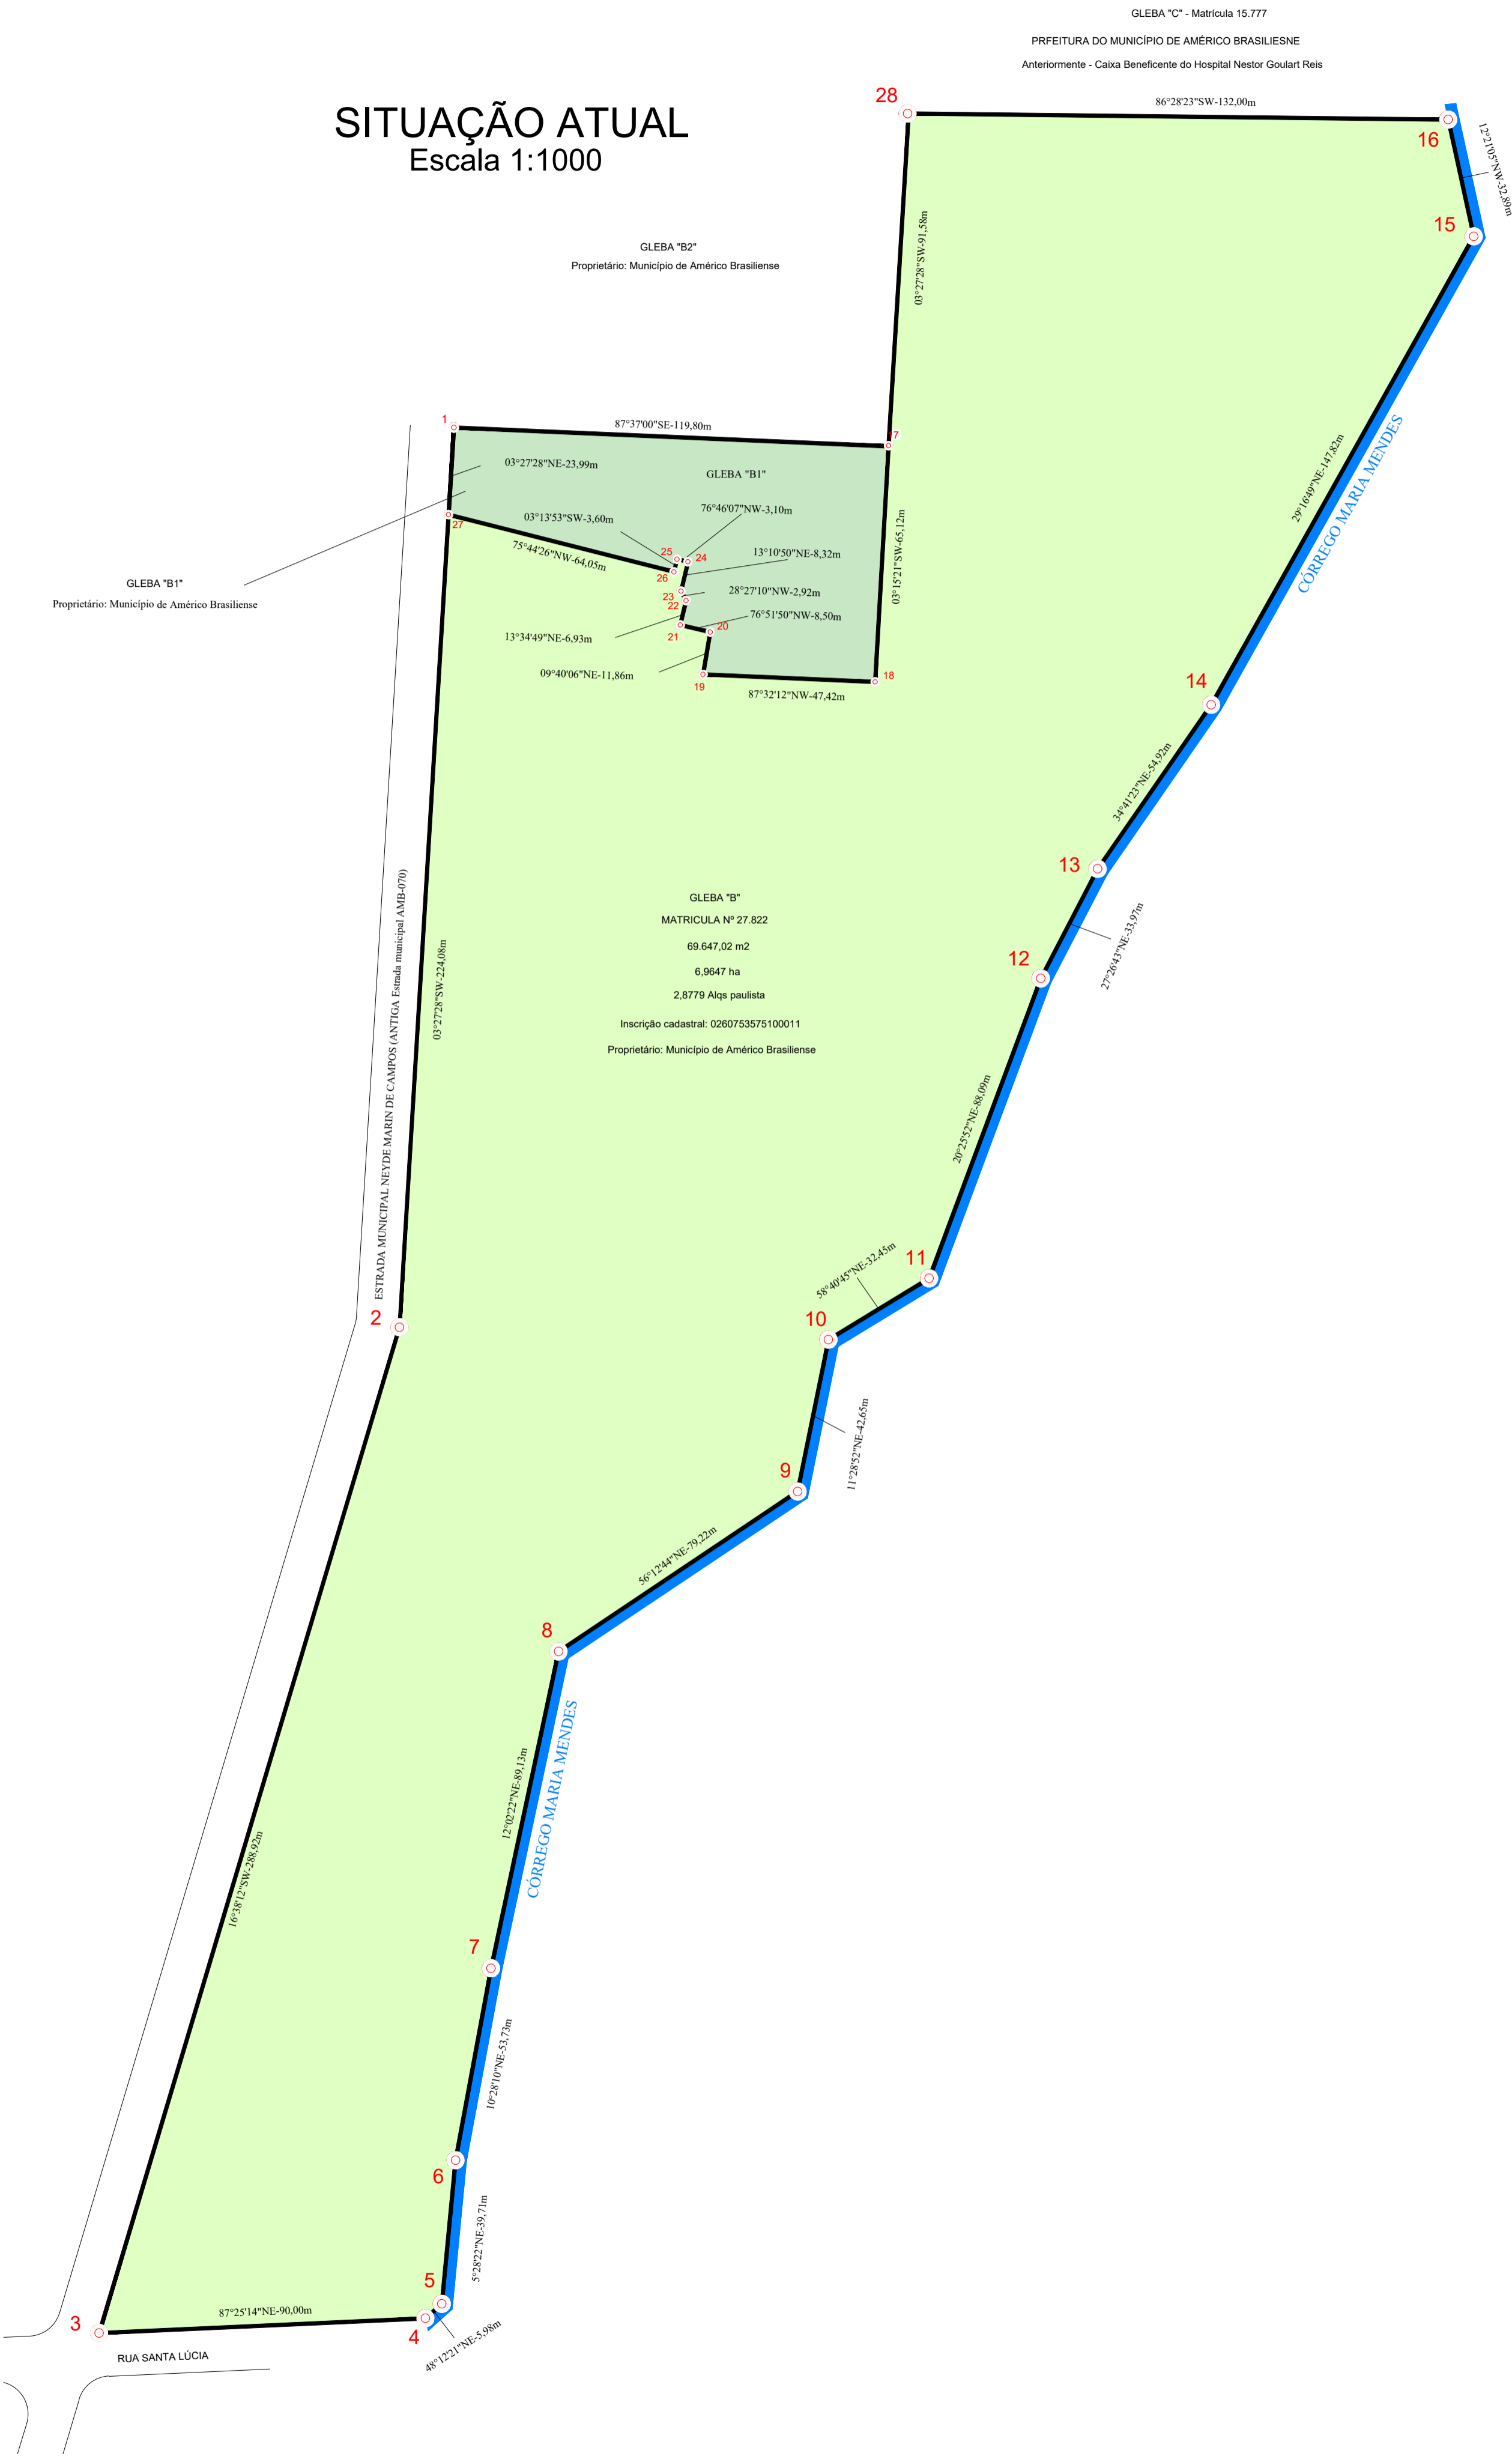 GLEBA "C" - Matrícula 15.777
PRFEITURA DO MUNICÍPIO DE AMÉRICO BRASILIESNE
Anteriormente - Caixa Beneficente do Hospital Nestor Goulart Reis
SITUAÇÃO ATUAL
Escala 1:1000
28
86°28'23"SW-132,00m
16
12°21'05"NW-32,89m
15
GLEBA "B2"
Proprietário: Município de Américo Brasiliense
03°27'28"SW-91,58m
1
87°37'00"SE-119,80m
17
03°27'28"NE-23,99m
GLEBA "B1"
76°46'07"NW-3,10m
03°13'53"SW-3,60m
27
75°44'26"NW-64,05m
25
24
13°10'50"NE-8,32m
26
28°27'10"NW-2,92m
23
22
76°51'50"NW-8,50m
21
20
13°34'49"NE-6,93m
09°40'06"NE-11,86m
19
87°32'12"NW-47,42m
18
03°15'21"SW-65,12m
GLEBA "B1"
Proprietário: Município de Américo Brasiliense
29°16'49"NE-147,82m
CÓRREGO MARIA MENDES
14
34°41'23"NE-54,92m
13
27°26'43"NE-33,97m
12
GLEBA "B"
MATRICULA Nº 27.822
69.647,02 m2
6,9647 ha
2,8779 Alqs paulista
Inscrição cadastral: 0260753575100011
Proprietário: Município de Américo Brasiliense
ESTRADA MUNICIPAL NEYDE MARIN DE CAMPOS (ANTIGA Estrada municipal AMB-070)
03°27'28"SW-224,08m
20°25'52"NE-88,09m
11
58°40'45"NE-32,45m
10
2
11°28'52"NE-42,65m
9
56°12'44"NE-79,22m
8
12°02'22"NE-89,13m
CÓRREGO MARIA MENDES
16°38'12"SW-288,92m
7
10°28'10"NE-53,73m
6
5°28'22"NE-39,71m
5
3
87°25'14"NE-90,00m
4
48°12'21"NE-5,98m
RUA SANTA LÚCIA